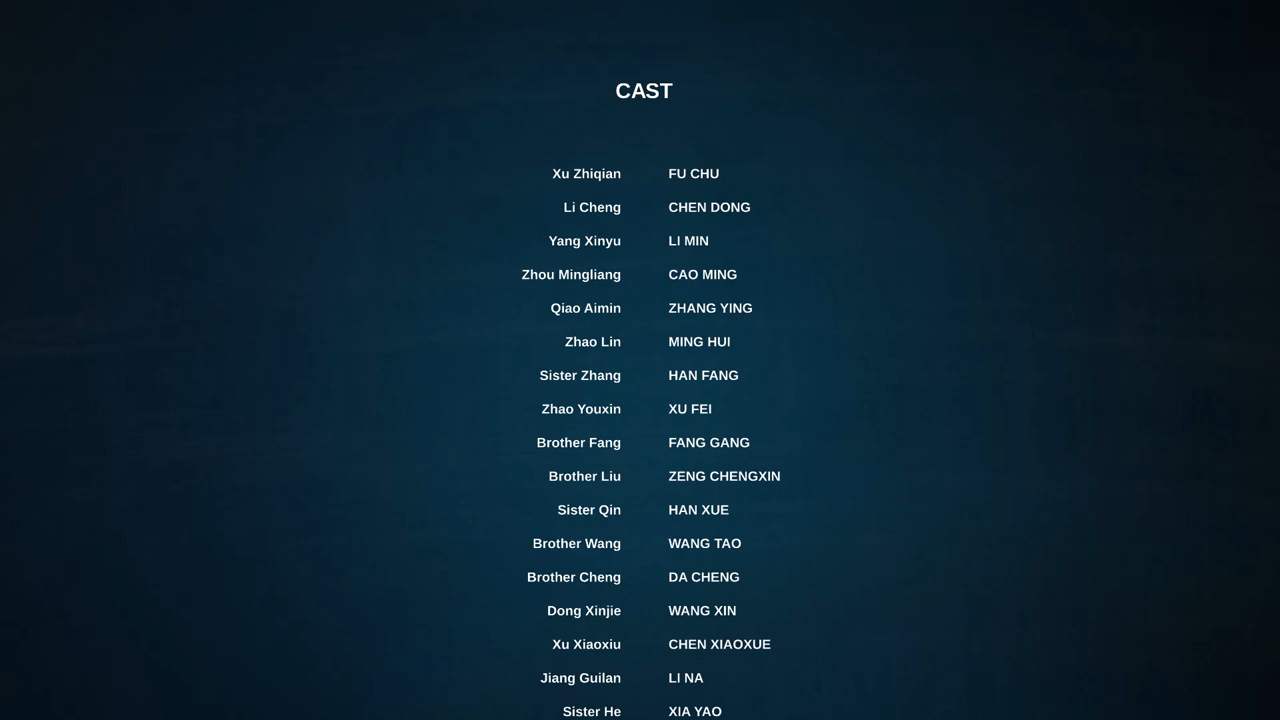 CAST
Xu Zhiqian FU CHU
Li Cheng CHEN DONG
Yang Xinyu LI MIN
Zhou Mingliang CAO MING
Qiao Aimin ZHANG YING
Zhao Lin MING HUI
Sister Zhang HAN FANG
Zhao Youxin XU FEI
Brother Fang FANG GANG
Brother Liu ZENG CHENGXIN
Sister Qin HAN XUE
Brother Wang WANG TAO
Brother Cheng DA CHENG
Dong Xinjie WANG XIN
Xu Xiaoxiu CHEN XIAOXUE
Jiang Guilan LI NA
Sister He XIA YAO